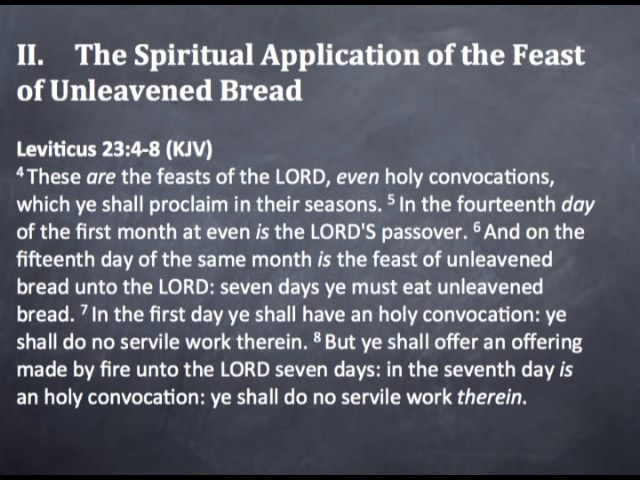 II. The Spiritual Application of the Feast
of Unleavened Bread
Leviticus 23:4-8 (KJV)
4 These are the feasts of the LORD, even holy convocations,
which ye shall proclaim in their seasons. 5 In the fourteenth day
of the first month at even is the LORD'S passover. 6 And on the
fifteenth day of the same month is the feast of unleavened
bread unto the LORD: seven days ye must eat unleavened
bread. 7 In the first day ye shall have an holy convocation: ye
shall do no servile work therein. 8 But ye shall offer an offering
made by fire unto the LORD seven days: in the seventh day is
an holy convocation: ye shall do no servile work therein.